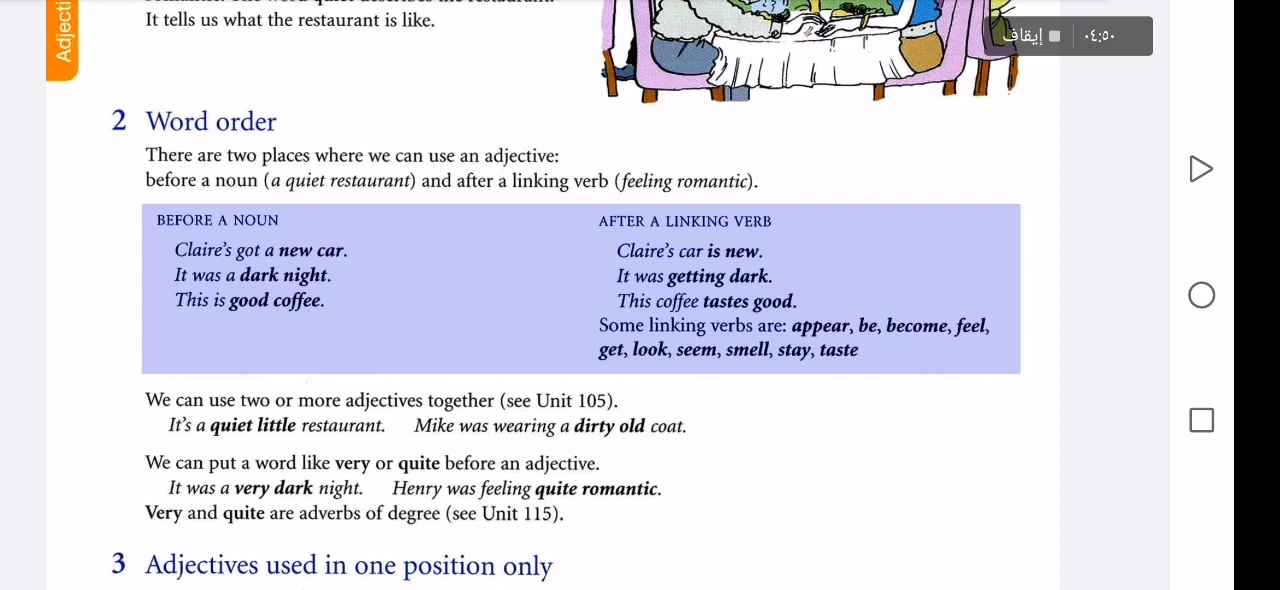 Adjecti
It tells us what the restaurant is like.
إيقاف
٠٤:٥٠
2 Word order
There are two places where we can use an adjective:
before a noun (a quiet restaurant) and after a linking verb (feeling romantic).
BEFORE A NOUN
Claire's got a new car.
It was a dark night.
This is good coffee.
AFTER A LINKING VERB
Claire's car is new.
It was getting dark.
This coffee tastes good.
Some linking verbs are: appear, be, become, feel,
get, look, seem, smell, stay, taste
We can use two or more adjectives together (see Unit 105).
It's a quiet little restaurant. Mike was wearing a dirty old coat.
We can put a word like very or quite before an adjective.
It was a very dark night. Henry was feeling quite romantic.
Very and quite are adverbs of degree (see Unit 115).
3 Adjectives used in one position only